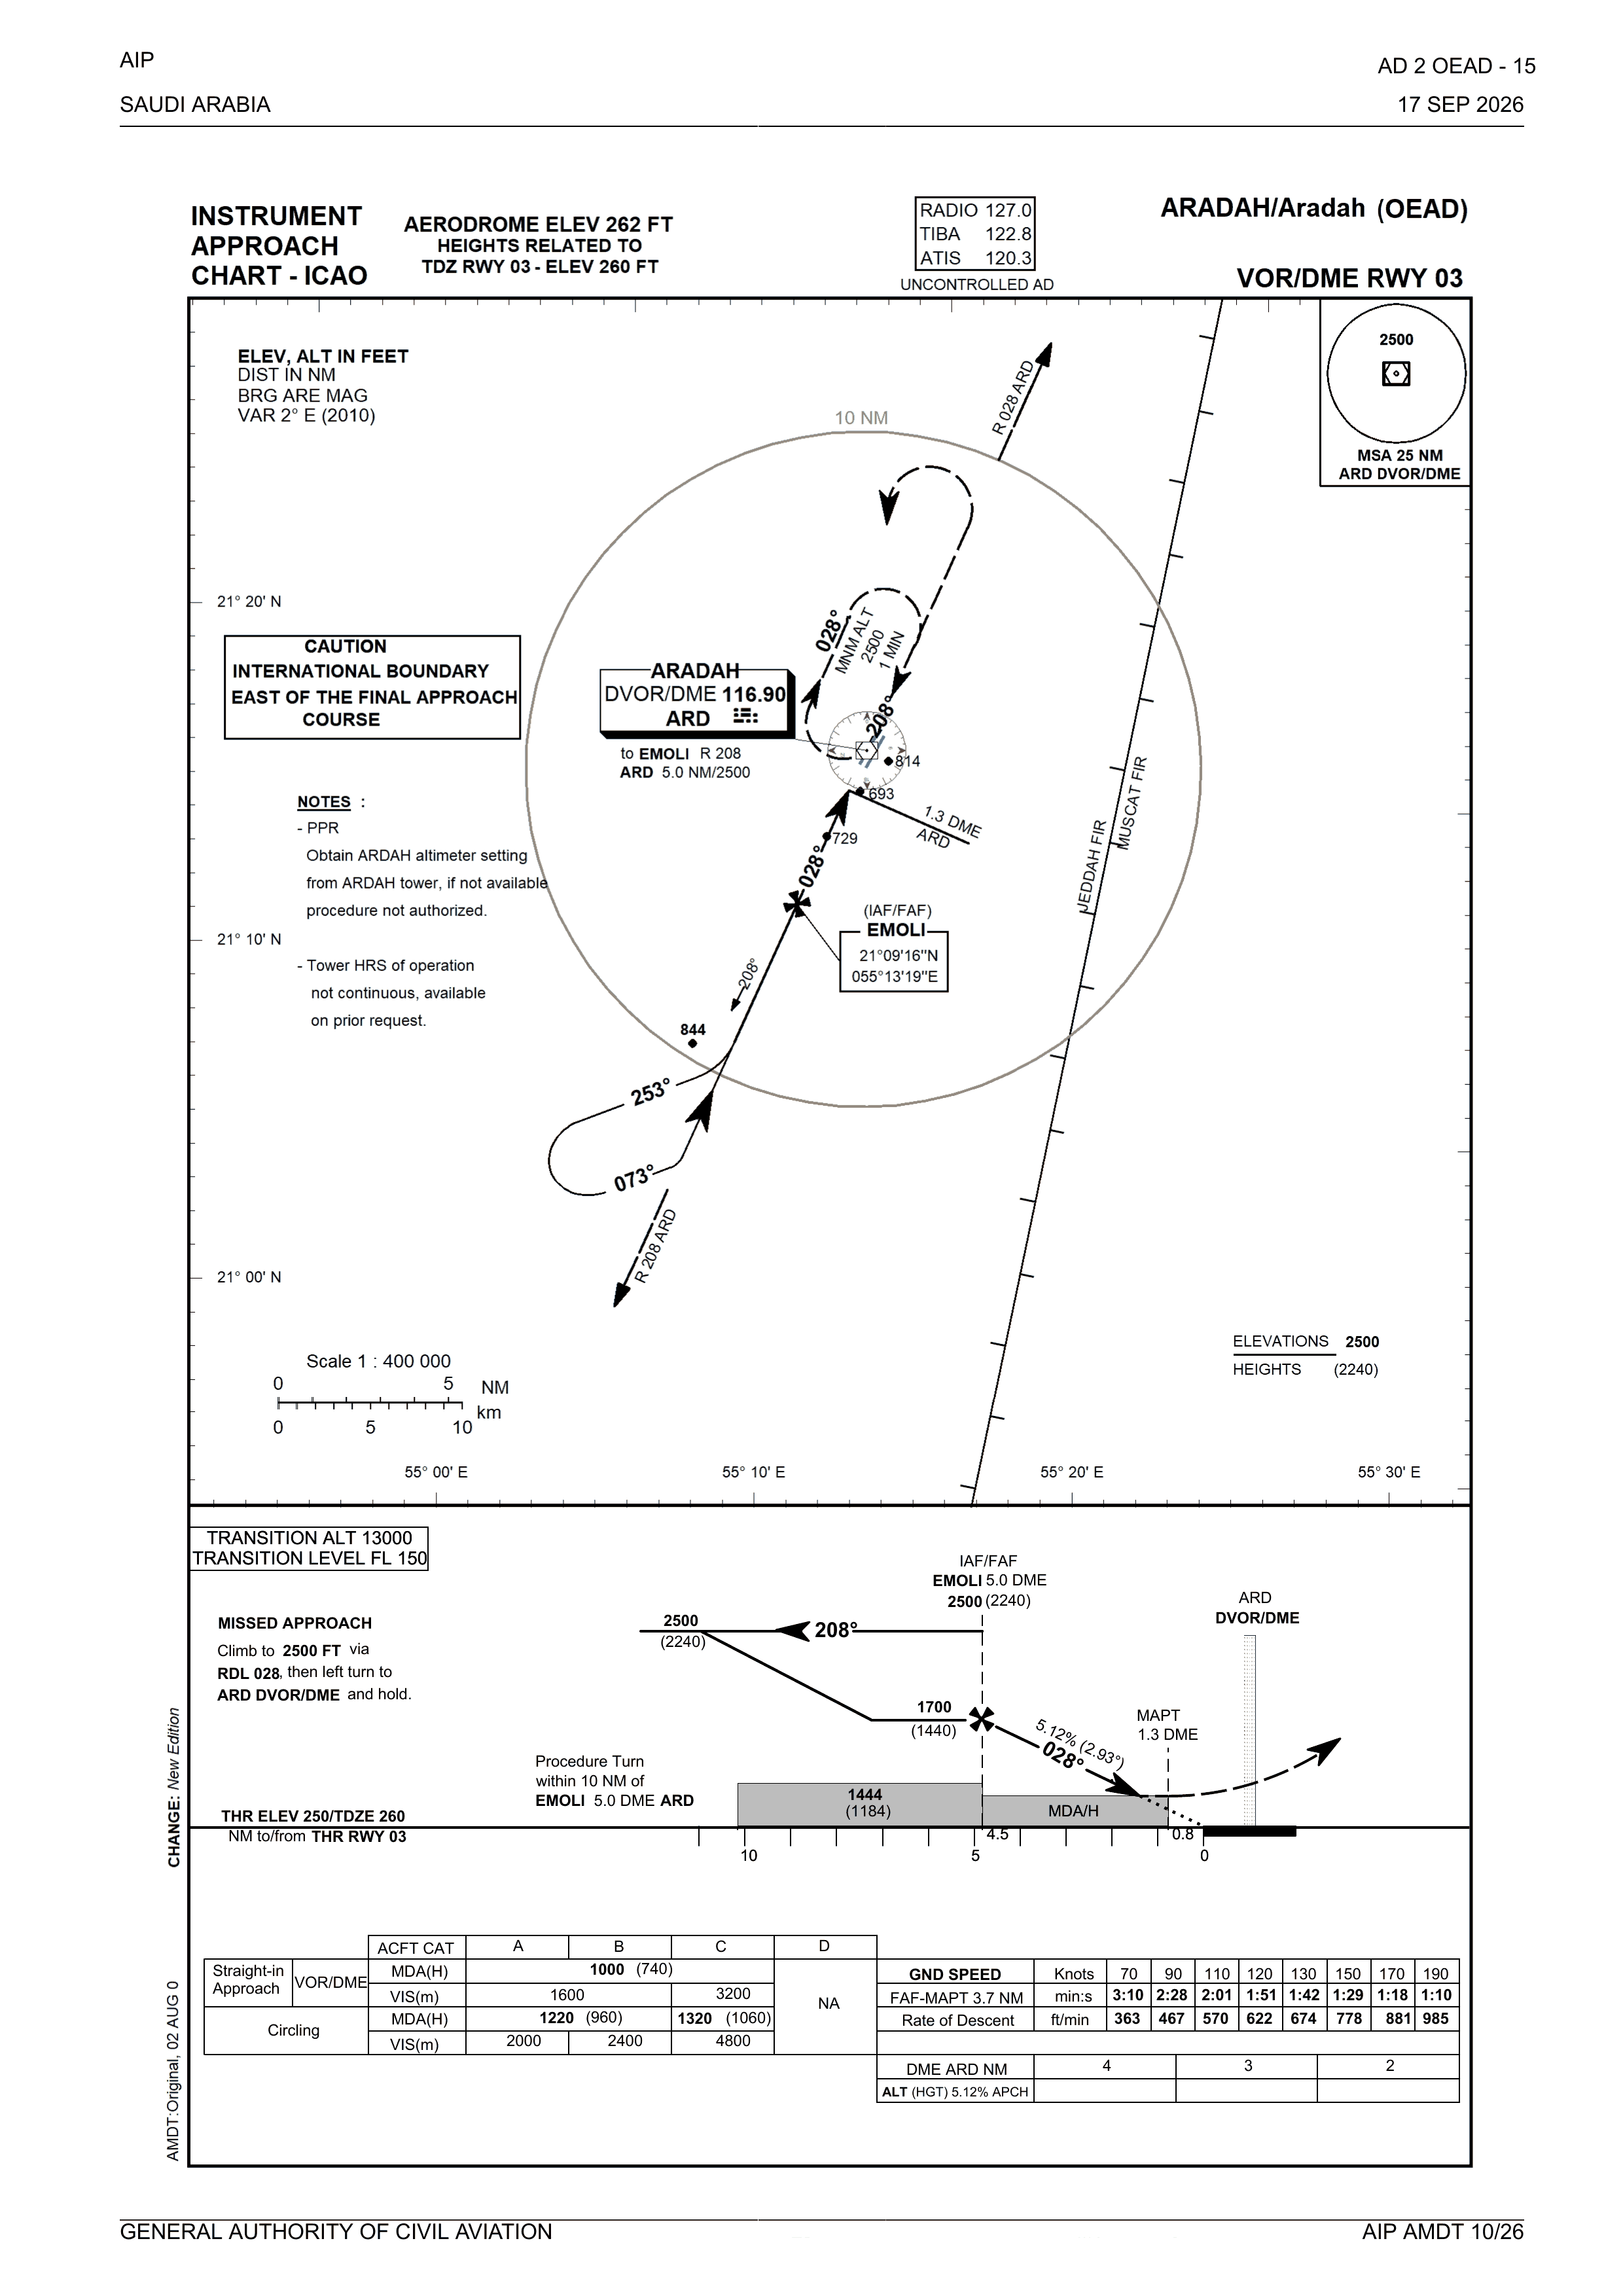 AIP
AD 2 OEAD - 15
SAUDI ARABIA
17 SEP 2026
INSTRUMENT
APPROACH
CHART - ICAO
AERODROME ELEV 262 FT
HEIGHTS RELATED TO
TDZ RWY 03 - ELEV 260 FT
RADIO 127.0
TIBA 122.8
ATIS 120.3
UNCONTROLLED AD
ARADAH/Aradah (OEAD)
VOR/DME RWY 03
ELEV, ALT IN FEET
DIST IN NM
BRG ARE MAG
VAR 2° E (2010)
2500
MSA 25 NM
ARD DVOR/DME
10 NM
R 028 ARD
21° 20' N
CAUTION
INTERNATIONAL BOUNDARY
EAST OF THE FINAL APPROACH
COURSE
028°
MNM ALT
2500
1 MIN
208°
ARADAH
DVOR/DME 116.90
ARD
to EMOLI R 208
ARD 5.0 NM/2500
814
693
729
1.3 DME
ARD
028°
JEDDAH FIR
MUSCAT FIR
NOTES :
- PPR
Obtain ARDAH altimeter setting
from ARDAH tower, if not available
procedure not authorized.
- Tower HRS of operation
not continuous, available
on prior request.
21° 10' N
(IAF/FAF)
EMOLI
21°09'16"N
055°13'19"E
208°
844
253°
073°
R 208 ARD
21° 00' N
ELEVATIONS 2500
HEIGHTS (2240)
Scale 1 : 400 000
0 5 NM
0 5 10 km
55° 00' E
55° 10' E
55° 20' E
55° 30' E
TRANSITION ALT 13000
TRANSITION LEVEL FL 150
MISSED APPROACH
Climb to 2500 FT via
RDL 028, then left turn to
ARD DVOR/DME and hold.
IAF/FAF
EMOLI 5.0 DME
2500 (2240)
ARD
DVOR/DME
2500
(2240)
208°
1700
(1440)
5.12% (2.93°)
028°
MAPT
1.3 DME
Procedure Turn
within 10 NM of
EMOLI 5.0 DME ARD
1444
(1184)
MDA/H
THR ELEV 250/TDZE 260
NM to/from THR RWY 03
4.5
0.8
10
5
0
CHANGE: New Edition
AMDT:Original, 02 AUG 0
ACFT CAT A B C D
Straight-in
Approach
VOR/DME
MDA(H) 1000 (740)
VIS(m) 1600 3200
NA
Circling
MDA(H) 1220 (960) 1320 (1060)
VIS(m) 2000 2400 4800
GND SPEED Knots 70 90 110 120 130 150 170 190
FAF-MAPT 3.7 NM min:s 3:10 2:28 2:01 1:51 1:42 1:29 1:18 1:10
Rate of Descent ft/min 363 467 570 622 674 778 881 985
DME ARD NM 4 3 2
ALT (HGT) 5.12% APCH
GENERAL AUTHORITY OF CIVIL AVIATION
AIP AMDT 10/26